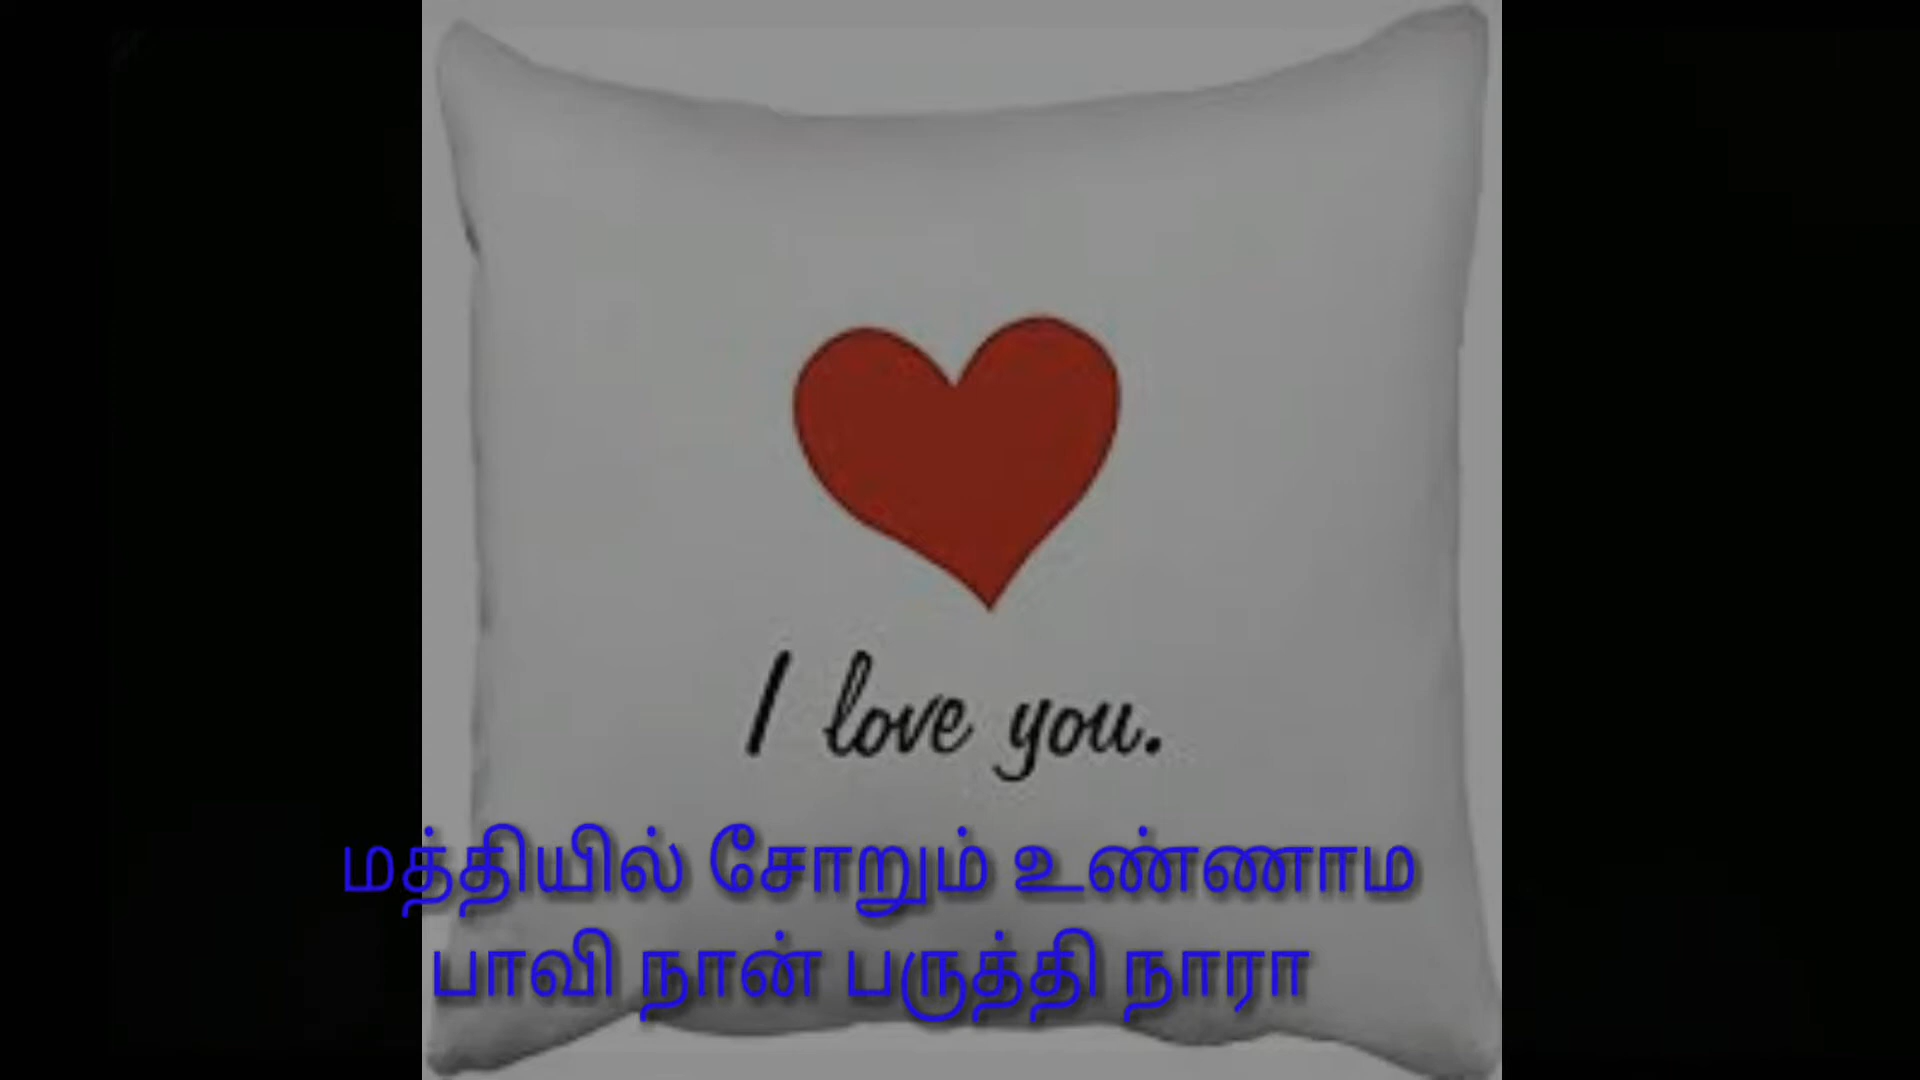 I love you.
மத்தியில் சோறும் உண்ணாம
பாவி நான் பருத்தி நாரா